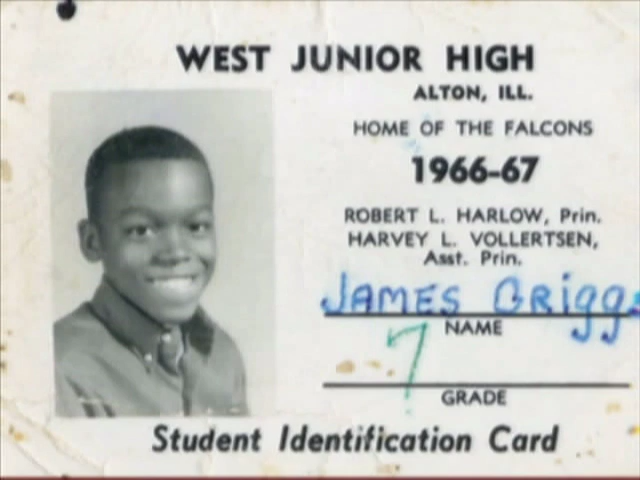 WEST JUNIOR HIGH
ALTON, ILL.
HOME OF THE FALCONS
1966-67
ROBERT L. HARLOW, Prin.
HARVEY L. VOLLERTSEN,
Asst. Prin.
JAMES GRiggs
NAME
7
GRADE
Student Identification Card